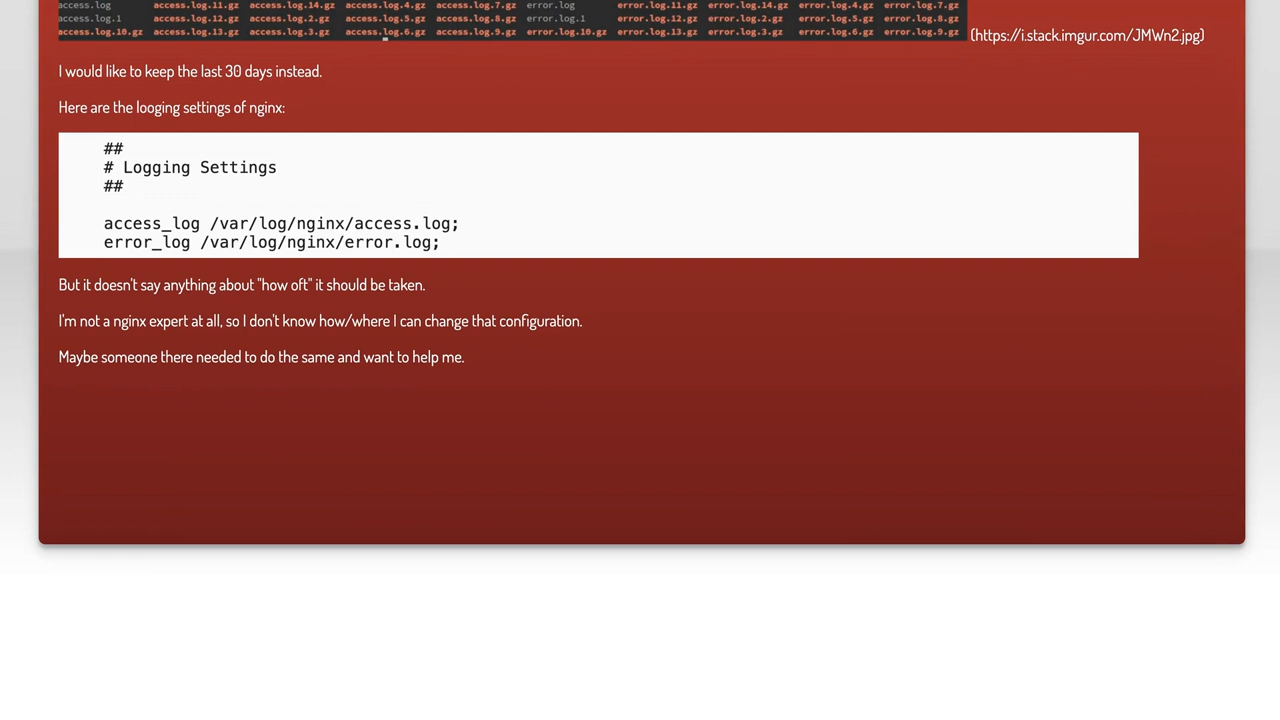 access.log access.log.11.gz access.log.14.gz access.log.4.gz access.log.7.gz error.log error.log.11.gz error.log.14.gz error.log.4.gz error.log.7.gz
access.log.1 access.log.12.gz access.log.2.gz access.log.5.gz access.log.8.gz error.log.1 error.log.12.gz error.log.2.gz error.log.5.gz error.log.8.gz
access.log.10.gz access.log.13.gz access.log.3.gz access.log.6.gz access.log.9.gz error.log.10.gz error.log.13.gz error.log.3.gz error.log.6.gz error.log.9.gz (https://i.stack.imgur.com/JMWn2.jpg)
I would like to keep the last 30 days instead.
Here are the looging settings of nginx:
##
# Logging Settings
##
access_log /var/log/nginx/access.log;
error_log /var/log/nginx/error.log;
But it doesn't say anything about "how oft" it should be taken.
I'm not a nginx expert at all, so I don't know how/where I can change that configuration.
Maybe someone there needed to do the same and want to help me.